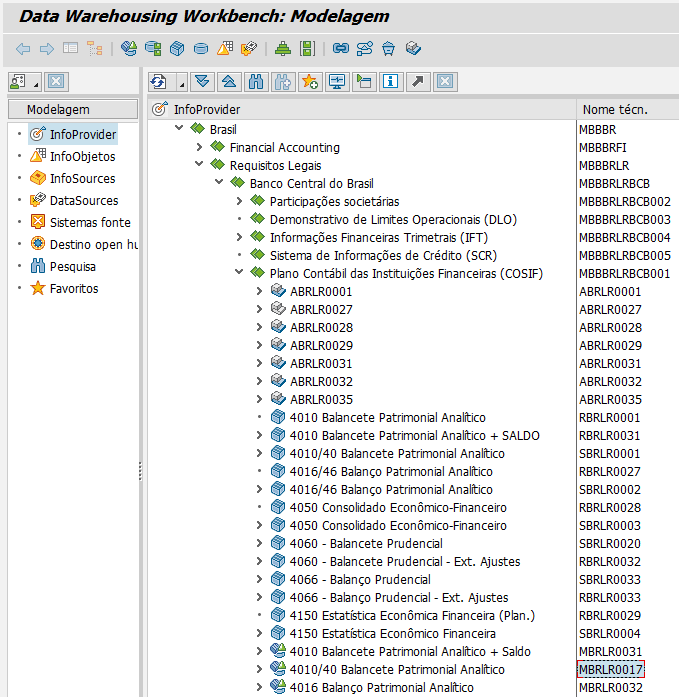 Data Warehousing Workbench: Modelagem
Modelagem
InfoProvider
InfoObjetos
InfoSources
DataSources
Sistemas fonte
Destino open hu
Pesquisa
Favoritos
InfoProvider Nome técn.
Brasil MBBBR
Financial Accounting MBBBRFI
Requisitos Legais MBBBRLR
Banco Central do Brasil MBBBRLRBCB
Participações societárias MBBBRLRBCB002
Demonstrativo de Limites Operacionais (DLO) MBBBRLRBCB003
Informações Financeiras Trimetrais (IFT) MBBBRLRBCB004
Sistema de Informações de Crédito (SCR) MBBBRLRBCB005
Plano Contábil das Instituições Financeiras (COSIF) MBBBRLRBCB001
ABRLR0001 ABRLR0001
ABRLR0027 ABRLR0027
ABRLR0028 ABRLR0028
ABRLR0029 ABRLR0029
ABRLR0031 ABRLR0031
ABRLR0032 ABRLR0032
ABRLR0035 ABRLR0035
4010 Balancete Patrimonial Analítico RBRLR0001
4010 Balancete Patrimonial Analítico + SALDO RBRLR0031
4010/40 Balancete Patrimonial Analítico SBRLR0001
4016/46 Balanço Patrimonial Analítico RBRLR0027
4016/46 Balanço Patrimonial Analítico SBRLR0002
4050 Consolidado Econômico-Financeiro RBRLR0028
4050 Consolidado Econômico-Financeiro SBRLR0003
4060 - Balancete Prudencial SBRLR0020
4060 - Balancete Prudencial - Ext. Ajustes RBRLR0032
4066 - Balanço Prudencial SBRLR0033
4066 - Balanço Prudencial - Ext. Ajustes RBRLR0033
4150 Estatística Econômica Financeira (Plan.) RBRLR0029
4150 Estatística Econômica Financeira SBRLR0004
4010 Balancete Patrimonial Analítico + Saldo MBRLR0031
4010/40 Balancete Patrimonial Analítico MBRLR0017
4016 Balanço Patrimonial Analítico MBRLR0032